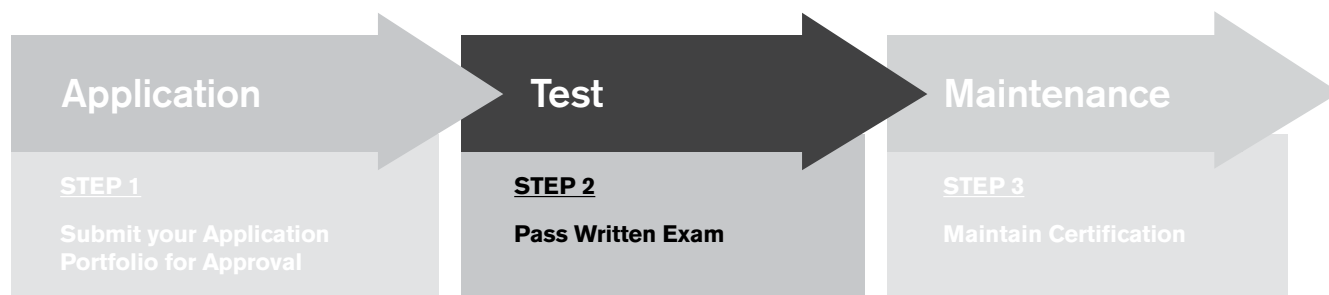 Application
STEP 1
Submit your Application
Portfolio for Approval
Test
STEP 2
Pass Written Exam
Maintenance
STEP 3
Maintain Certification